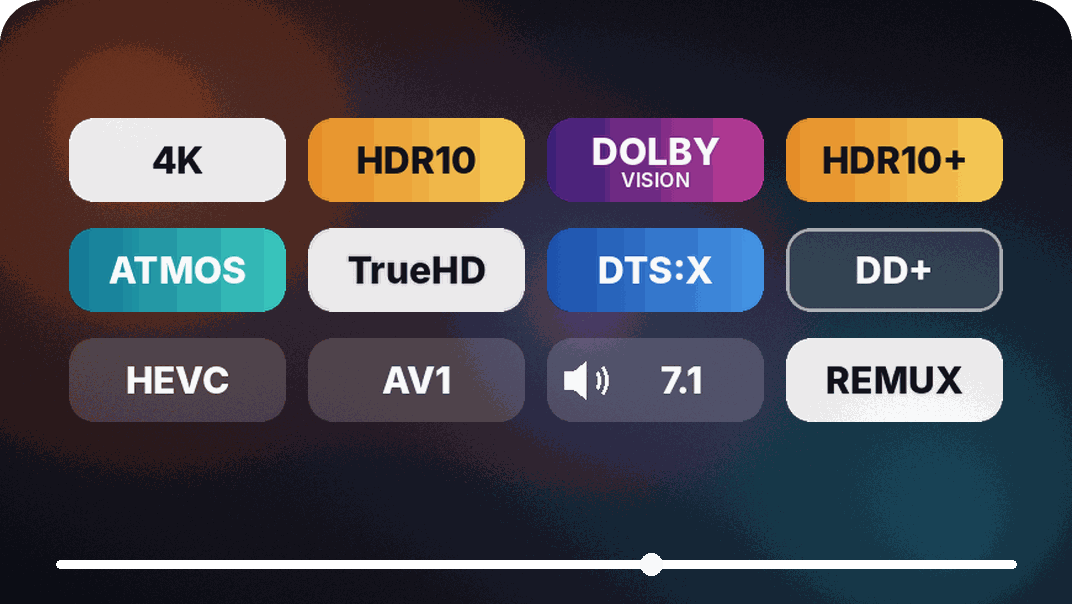 4K
HDR10
DOLBY
VISION
HDR10+
ATMOS
TrueHD
DTS:X
DD+
HEVC
AV1
7.1
REMUX